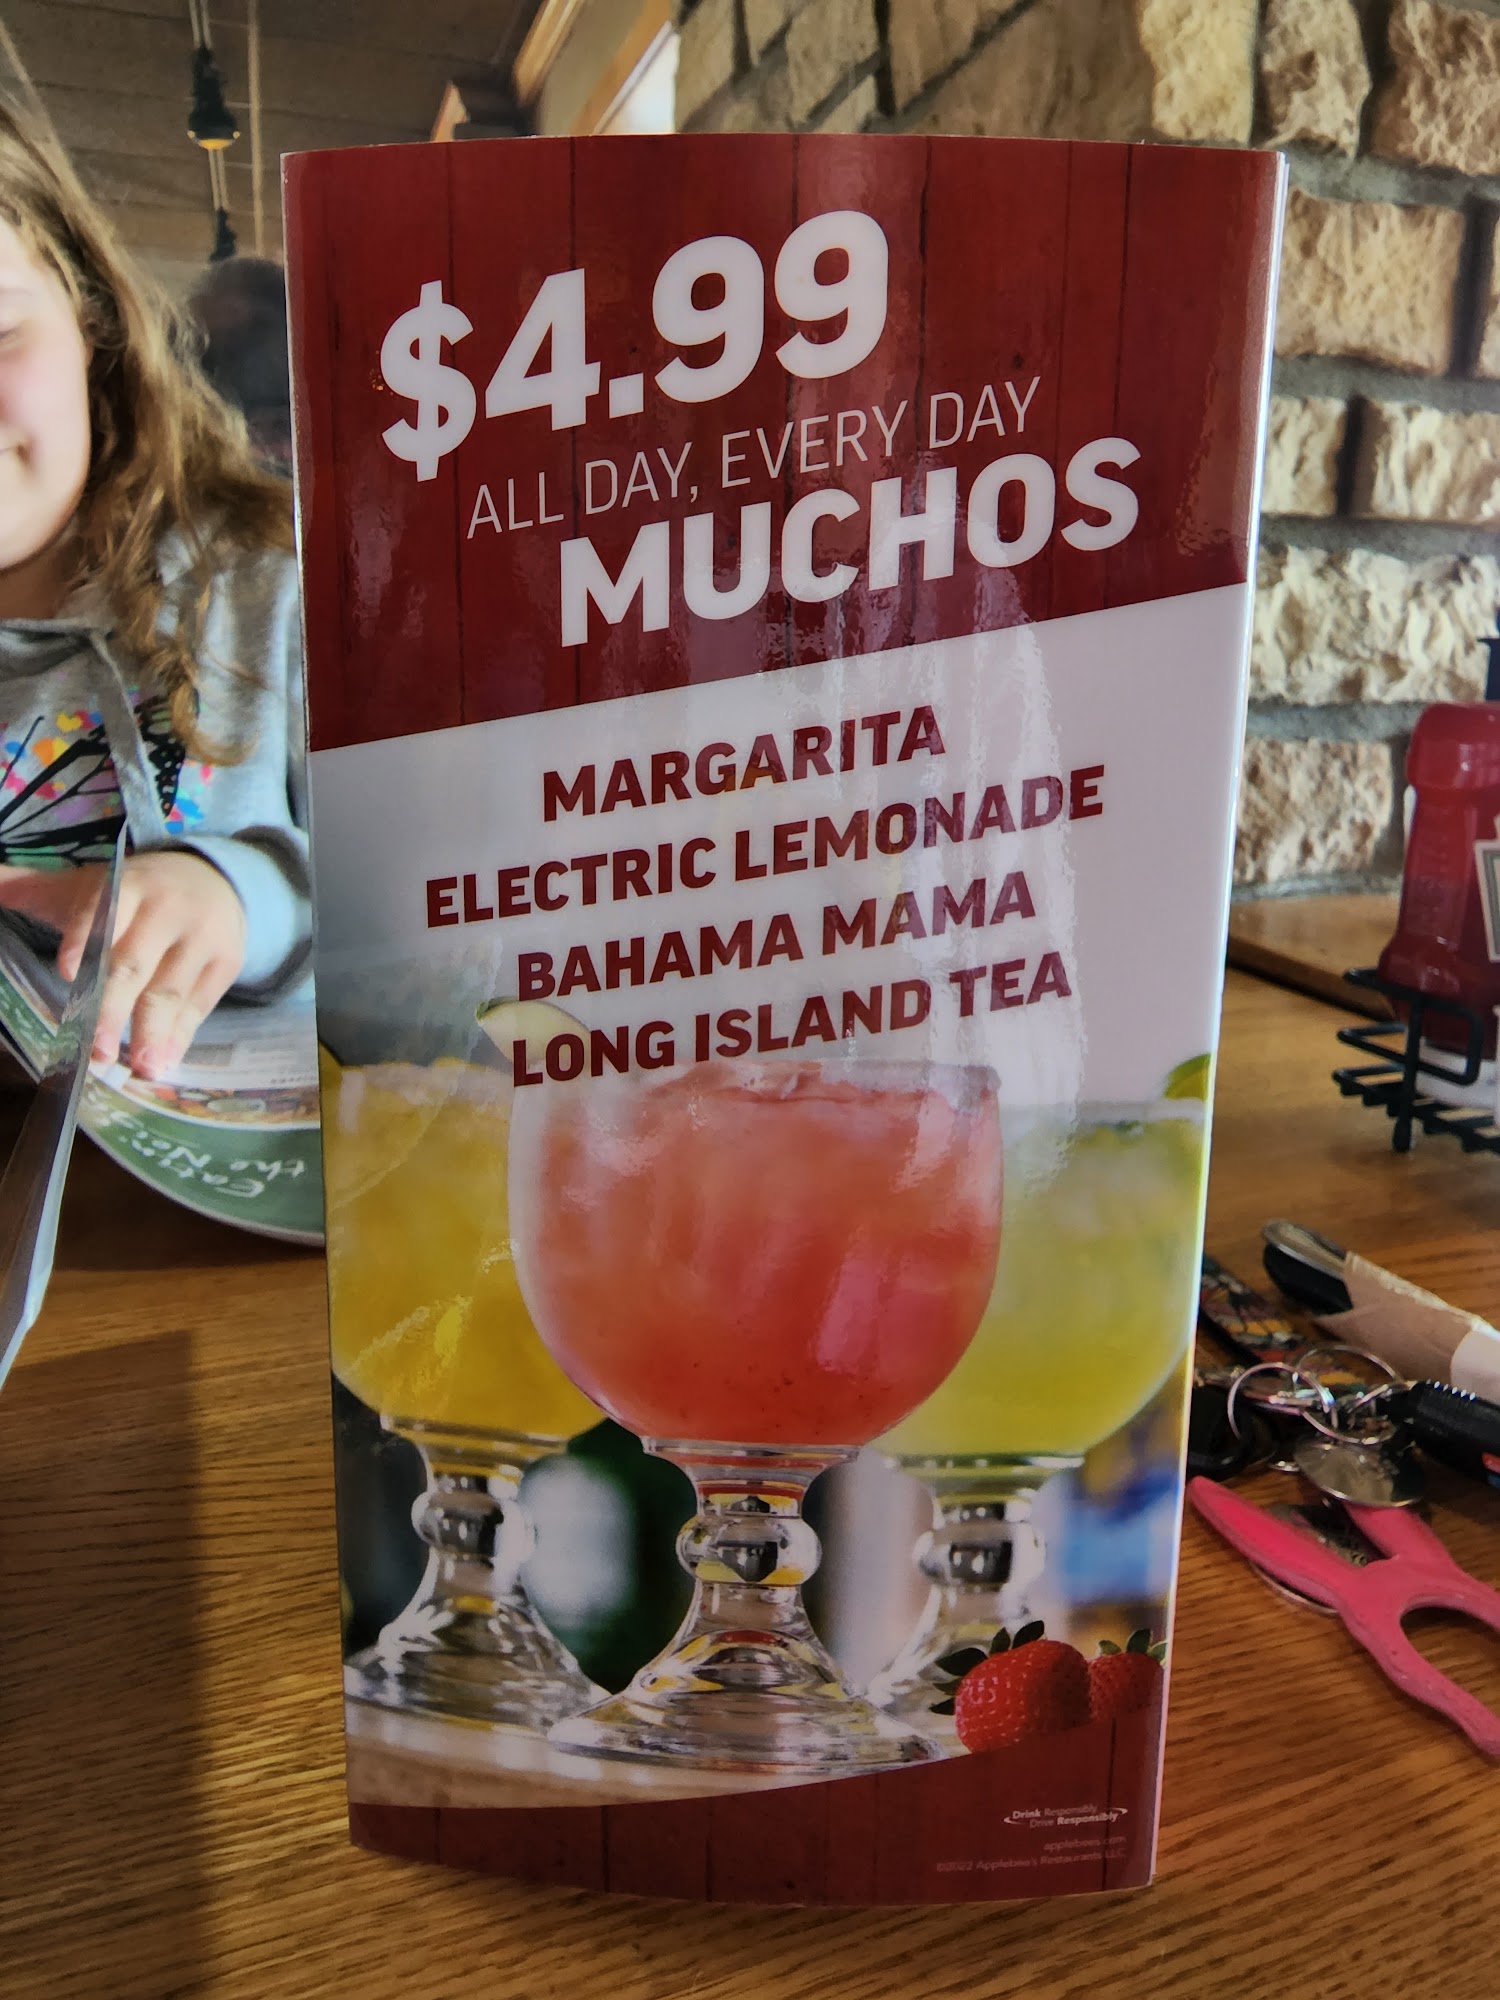 $4.99
ALL DAY, EVERY DAY
MUCHOS
MARGARITA
ELECTRIC LEMONADE
BAHAMA MAMA
LONG ISLAND TEA
Drink Responsibly
Drive Responsibly
applebees.com
©2022 Applebee's Restaurants LLC